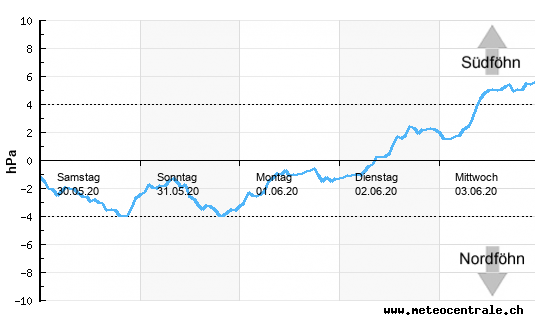 10
8
6
4
2
0
−2
−4
−6
−8
−10
hPa
Südföhn
Samstag
30.05.20
Sonntag
31.05.20
Montag
01.06.20
Dienstag
02.06.20
Mittwoch
03.06.20
Nordföhn
www.meteocentrale.ch